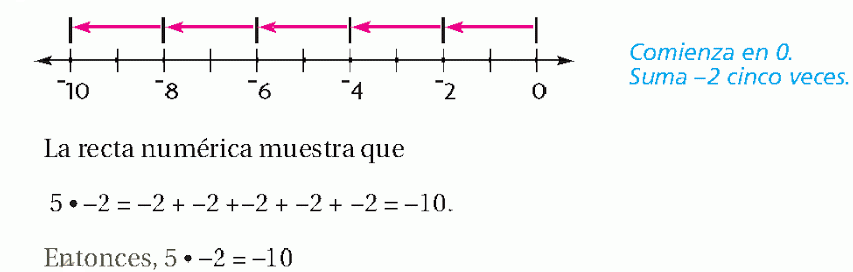 -10 -8 -6 -4 -2 0
Comienza en 0.
Suma –2 cinco veces.
La recta numérica muestra que
5 • –2 = –2 + –2 +–2 + –2 + –2 = –10.
Entonces, 5 • –2 = –10